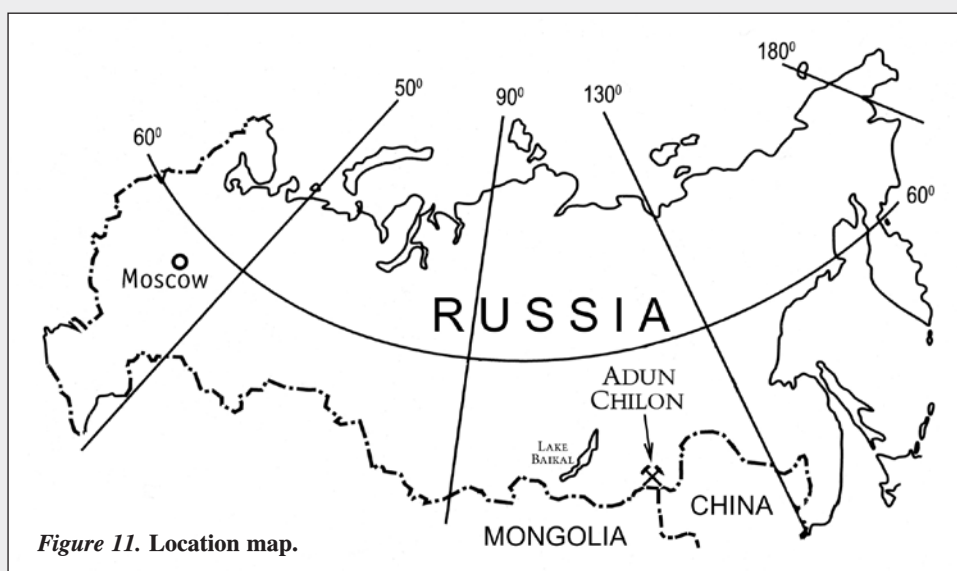 180⁰
50⁰
90⁰
130⁰
60⁰
60⁰
Moscow
RUSSIA
ADUN
CHILON
LAKE
BAIKAL
CHINA
MONGOLIA
Figure 11. Location map.